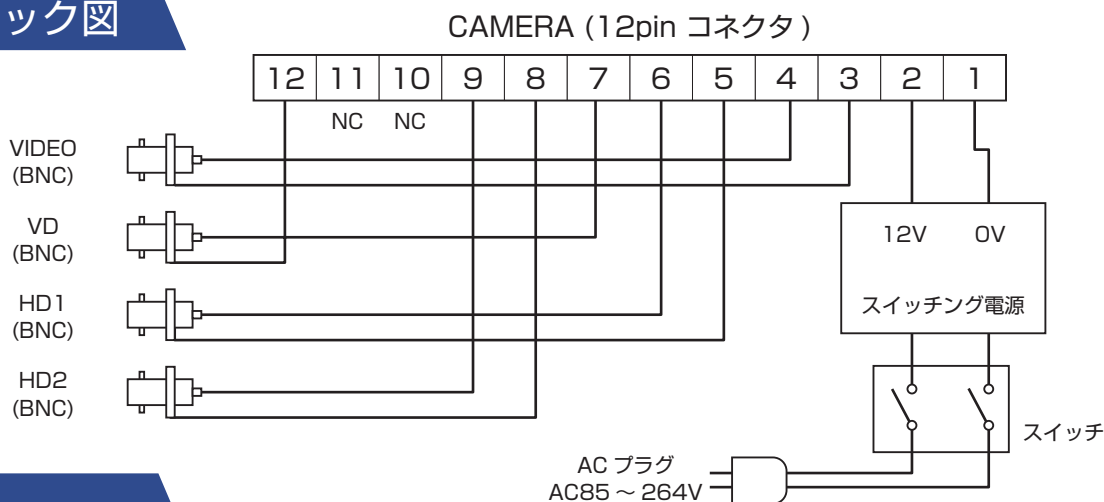 ック図
CAMERA (12pin コネクタ )
12 11 10 9 8 7 6 5 4 3 2 1
NC NC
VIDEO
(BNC)
VD
(BNC)
HD1
(BNC)
HD2
(BNC)
12V 0V
スイッチング電源
スイッチ
AC プラグ
AC85 ~ 264V